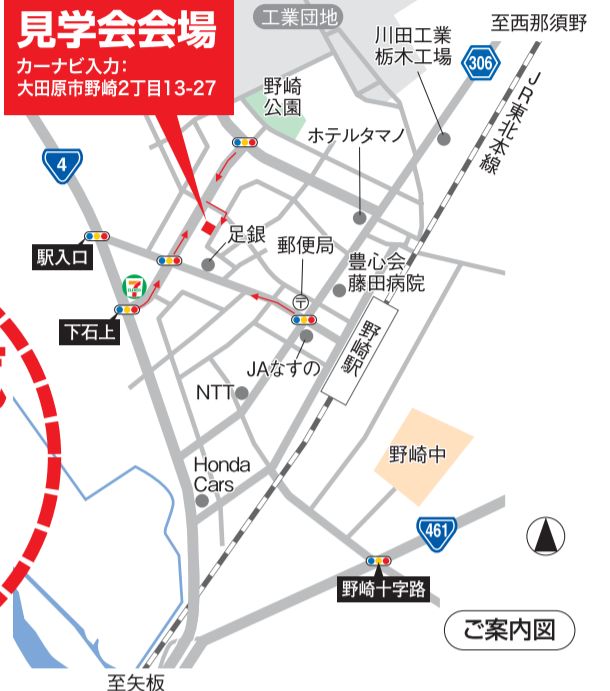 見学会会場
カーナビ入力：
大田原市野崎2丁目13-27
工業団地
至西那須野
川田工業
栃木工場
306
JR東北本線
野崎
公園
ホテルタマノ
4
駅入口
足銀
郵便局
〒
豊心会
藤田病院
下石上
JAなすの
野崎駅
NTT
野崎中
Honda
Cars
461
野崎十字路
ご案内図
至矢板